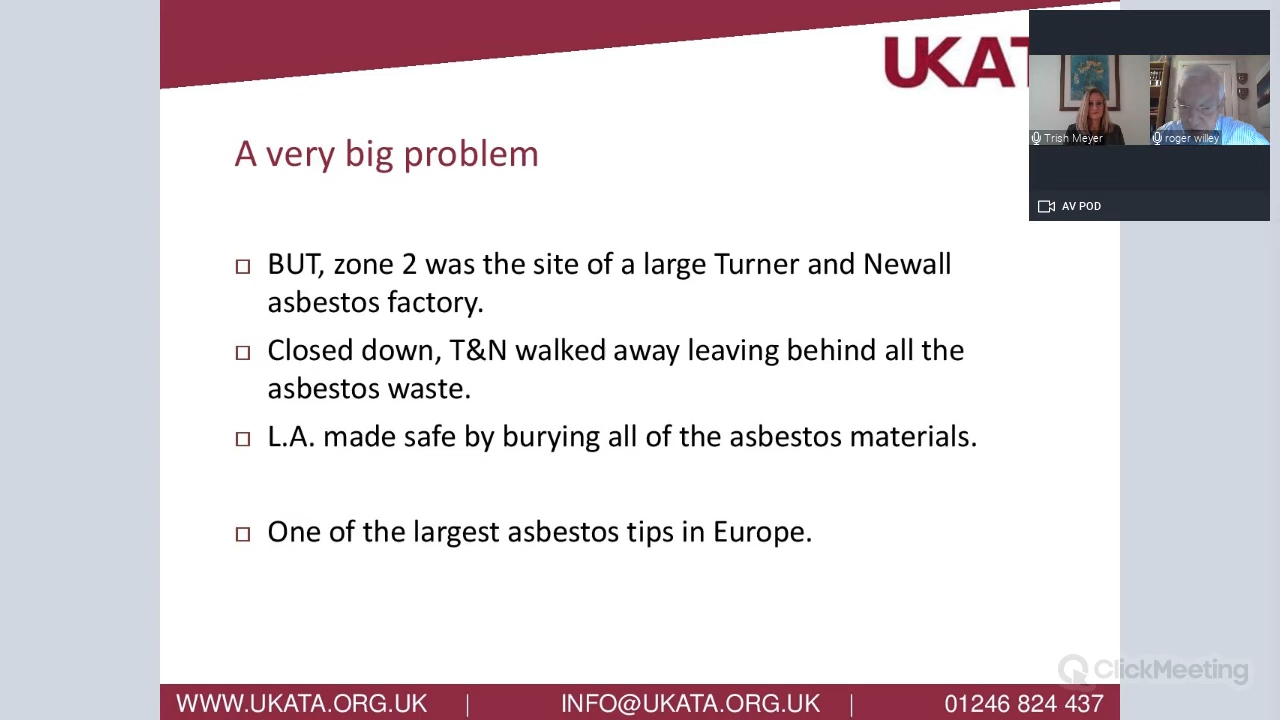 UKAT
Trish Meyer
roger willey
AV POD
A very big problem
BUT, zone 2 was the site of a large Turner and Newall
asbestos factory.
Closed down, T&N walked away leaving behind all the
asbestos waste.
L.A. made safe by burying all of the asbestos materials.
One of the largest asbestos tips in Europe.
ClickMeeting
WWW.UKATA.ORG.UK | INFO@UKATA.ORG.UK | 01246 824 437